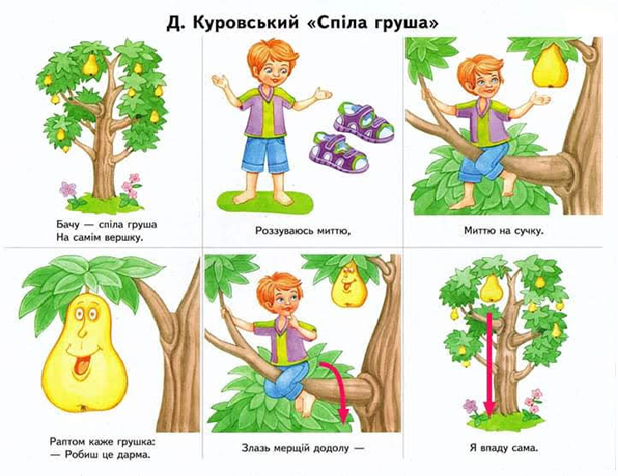 Д. Куровський «Спіла груша»
Бачу — спіла груша
На самім вершку.
Роззуваюсь миттю,
Миттю на сучку.
Раптом каже грушка:
— Робиш це дарма.
Злазь мерщій додолу —
Я впаду сама.